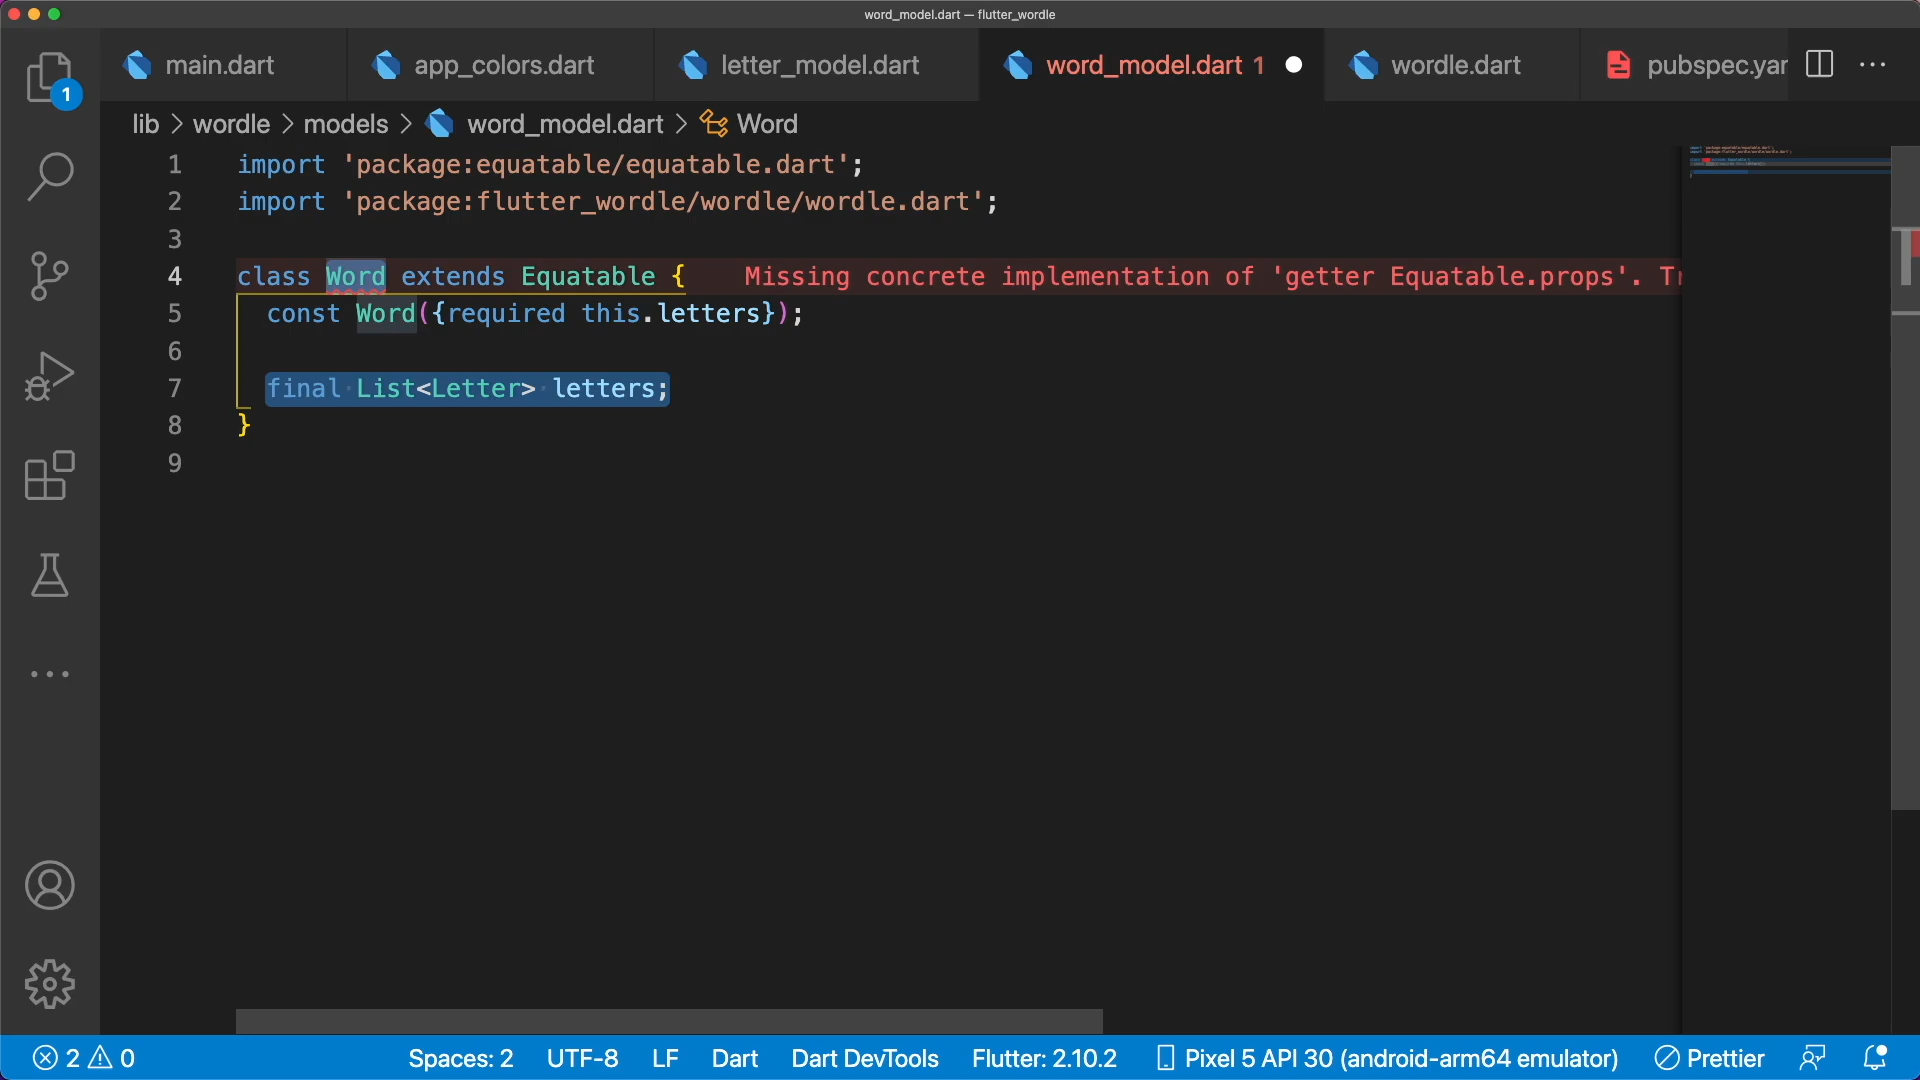 word_model.dart — flutter_wordle
main.dart
app_colors.dart
letter_model.dart
word_model.dart 1
wordle.dart
pubspec.yar
1
lib > wordle > models > word_model.dart > Word
1 import 'package:equatable/equatable.dart';
2 import 'package:flutter_wordle/wordle/wordle.dart';
3
4 class Word extends Equatable { Missing concrete implementation of 'getter Equatable.props'. Tr
5 const Word({required this.letters});
6
7 final List<Letter> letters;
8 }
9
2 0 Spaces: 2 UTF-8 LF Dart Dart DevTools Flutter: 2.10.2 Pixel 5 API 30 (android-arm64 emulator) Prettier